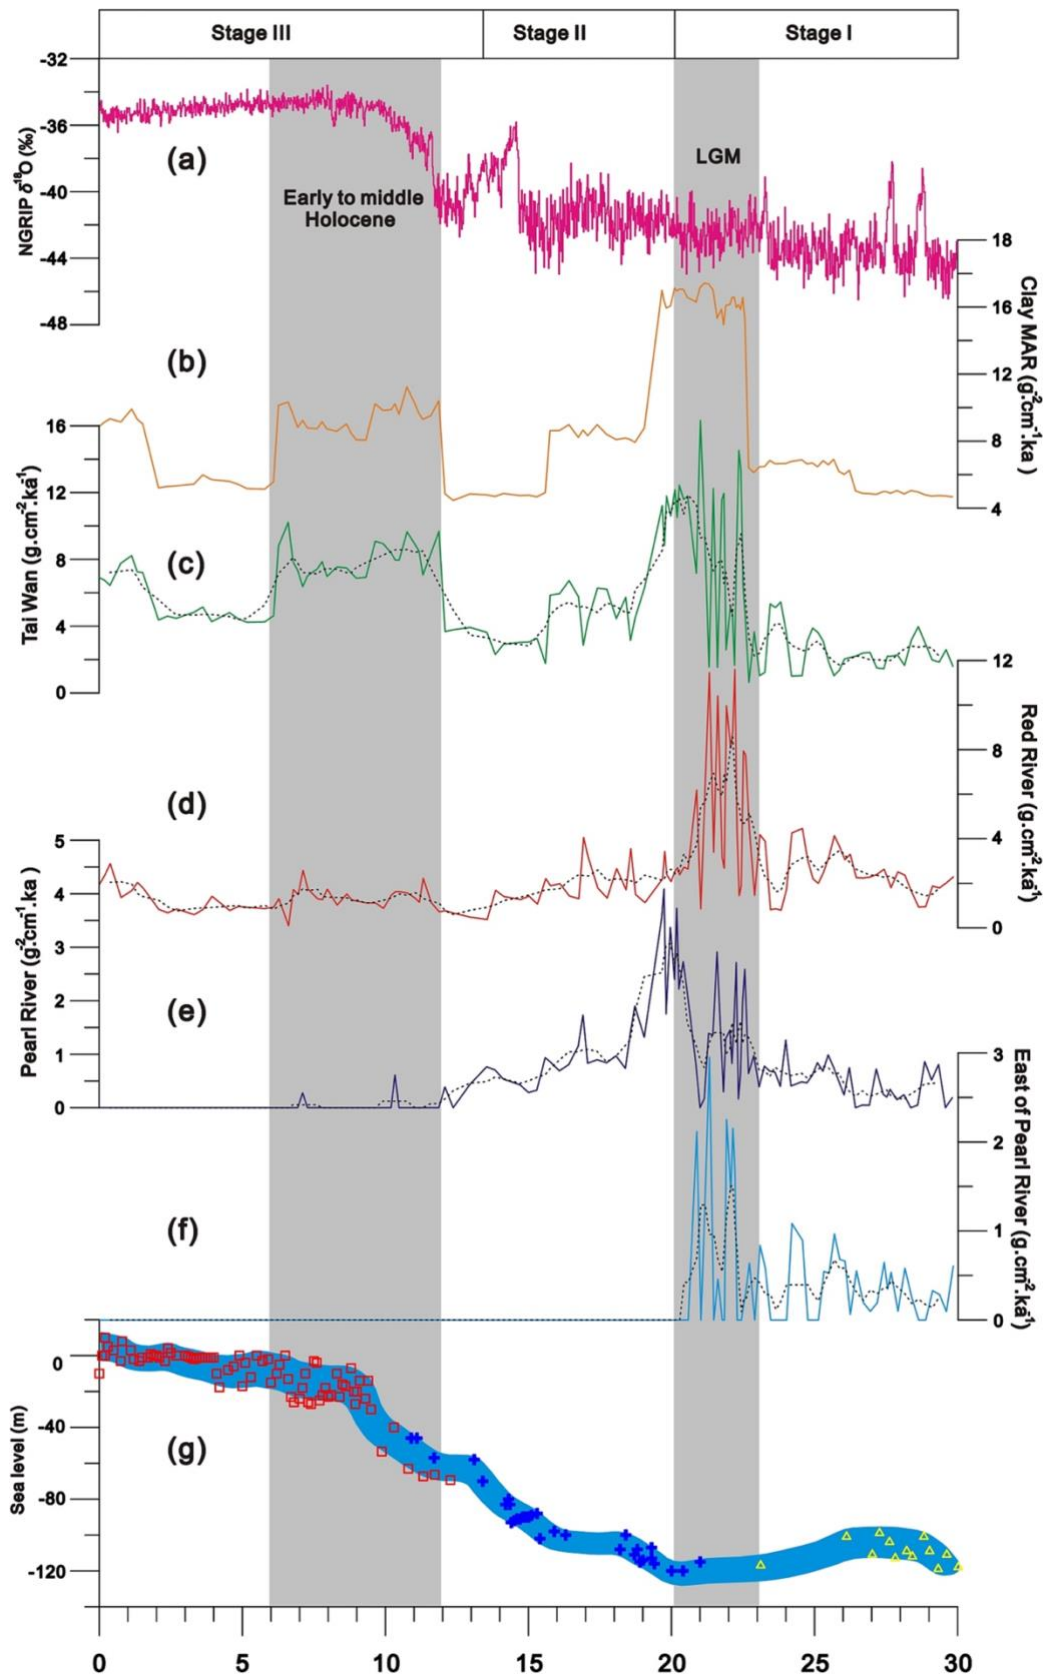 Stage III Stage II Stage I
-32
-36
-40
-44
-48
NGRIP δ18O (‰)
(a)
Early to middle
Holocene
LGM
18
16
12
8
4
Clay MAR (g.cm-1.ka)
(b)
16
12
8
4
0
Tai Wan (g.cm-2.ka-1)
(c)
12
8
4
0
Red River (g.cm-2.ka-1)
(d)
5
4
3
2
1
0
Pearl River (g-2cm-1.ka )
(e)
3
2
1
0
East of Pearl River (g.cm-2.ka-1)
(f)
0
-40
-80
-120
Sea level (m)
(g)
0 5 10 15 20 25 30